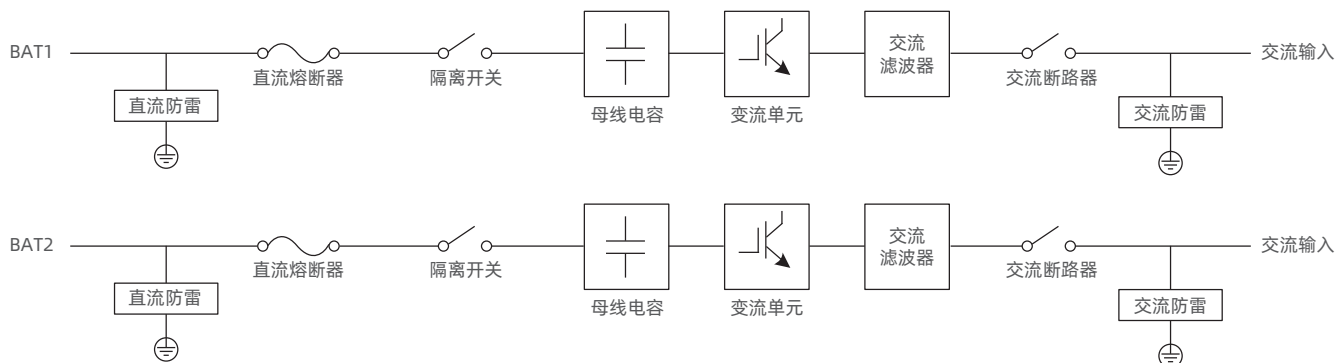 BAT1
直流防雷
直流熔断器
隔离开关
母线电容
变流单元
交流
滤波器
交流断路器
交流输入
交流防雷
BAT2
直流防雷
直流熔断器
隔离开关
母线电容
变流单元
交流
滤波器
交流断路器
交流输入
交流防雷